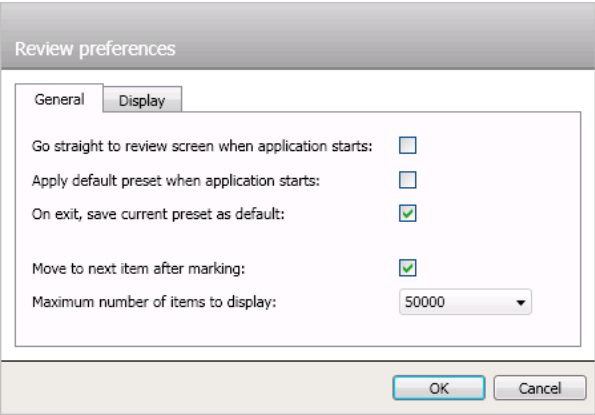 Review preferences
General Display
Go straight to review screen when application starts:
Apply default preset when application starts:
On exit, save current preset as default:
Move to next item after marking:
Maximum number of items to display: 50000
OK Cancel